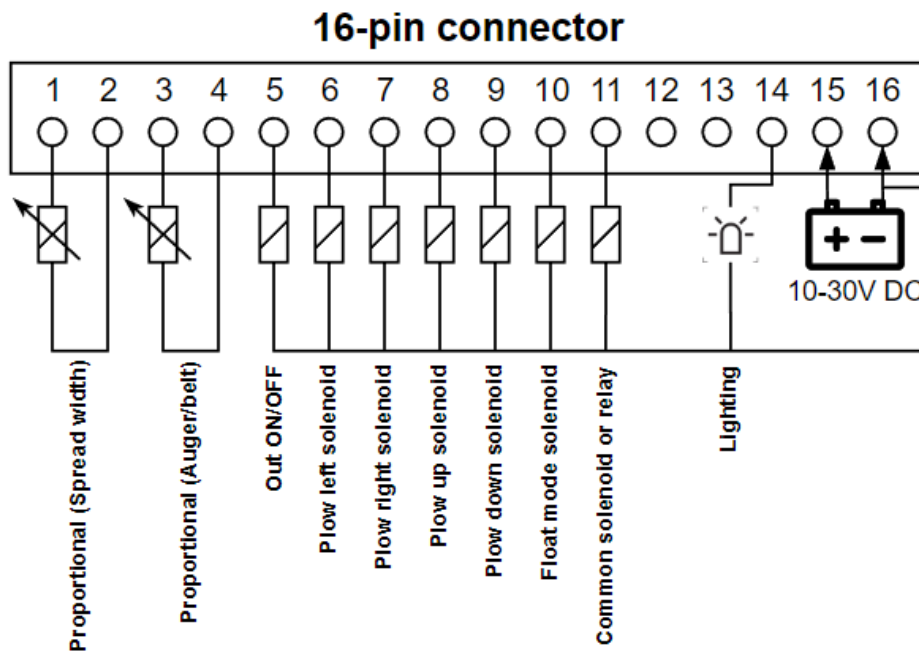 16-pin connector
1 2 3 4 5 6 7 8 9 10 11 12 13 14 15 16
+ −
10-30V DC
Proportional (Spread width)
Proportional (Auger/belt)
Out ON/OFF
Plow left solenoid
Plow right solenoid
Plow up solenoid
Plow down solenoid
Float mode solenoid
Common solenoid or relay
Lighting